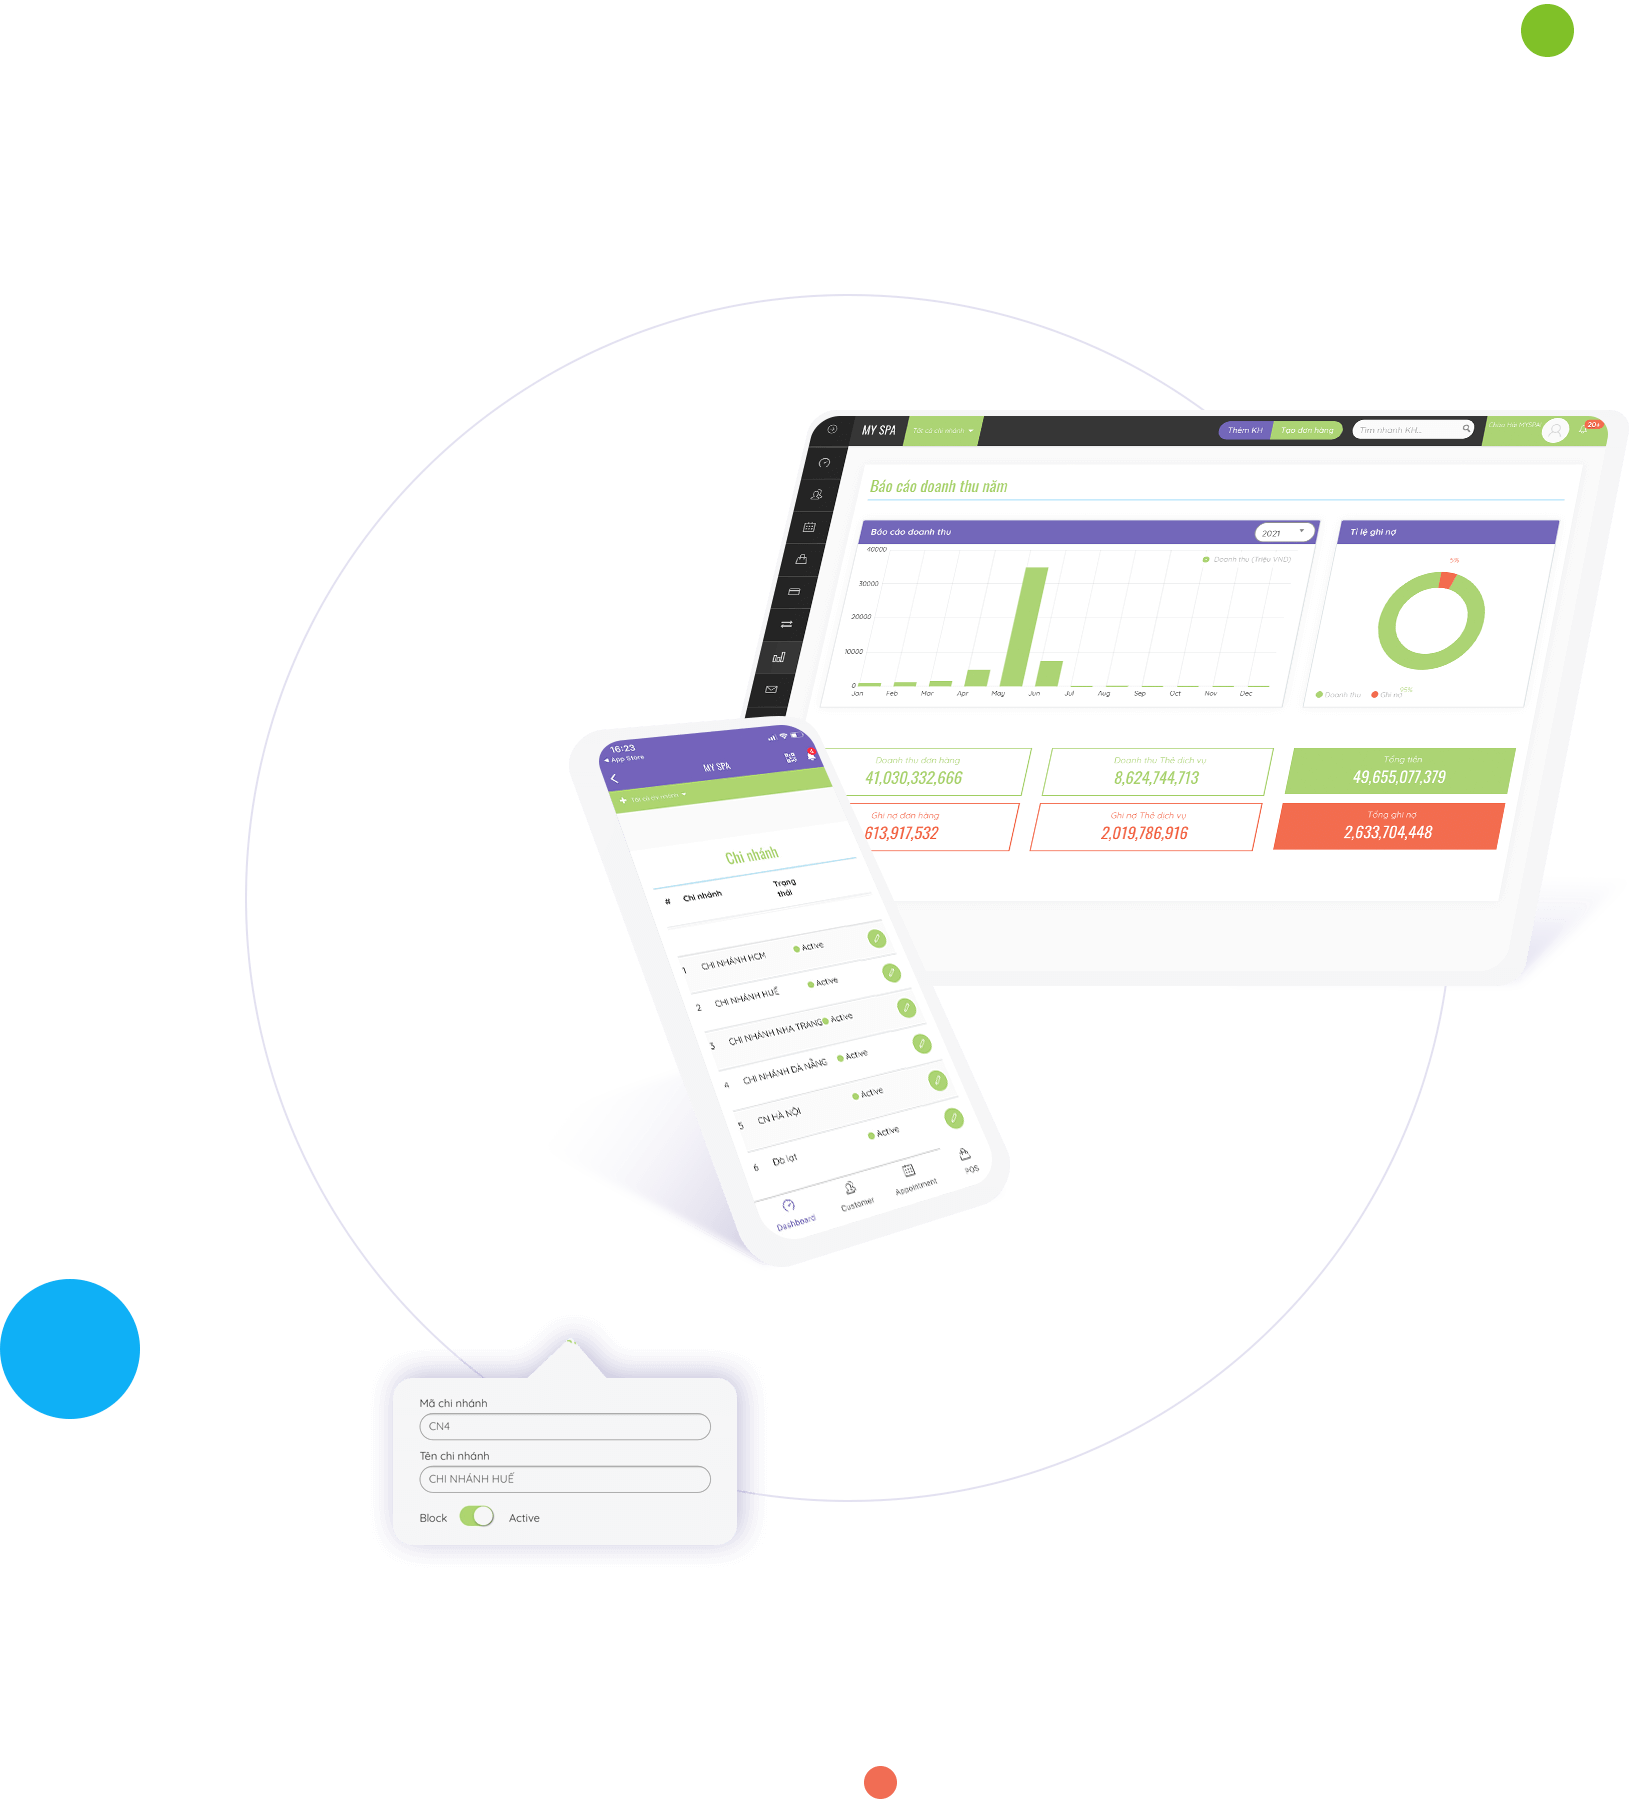 MY SPA
Tất cả chi nhánh
Thêm KH
Tạo đơn hàng
Tìm nhanh KH...
20+
Báo cáo doanh thu năm
Báo cáo doanh thu
2021
Doanh thu (Triệu VND)
40000
30000
20000
10000
0
Jan Feb Mar Apr May Jun Jul Aug Sep Oct Nov Dec
Tỉ lệ ghi nợ
5%
95%
Doanh thu
Ghi nợ
Doanh thu đơn hàng
41,030,332,666
Doanh thu Thẻ dịch vụ
8,624,744,713
Tổng tiền
49,655,077,379
Ghi nợ đơn hàng
613,917,532
Ghi nợ Thẻ dịch vụ
2,019,786,916
Tổng ghi nợ
2,633,704,448
16:23
App Store
MY SPA
Tất cả chi nhánh
Chi nhánh
# Chi nhánh Trạng
thái
1 CHI NHÁNH HCM Active
2 CHI NHÁNH HUẾ Active
3 CHI NHÁNH NHA TRANG Active
4 CHI NHÁNH ĐÀ NẴNG Active
5 CN HÀ NỘI Active
6 Đà lạt Active
Dashboard
Customer
Appointment
POS
Mã chi nhánh
CN4
Tên chi nhánh
CHI NHÁNH HUẾ
Block Active